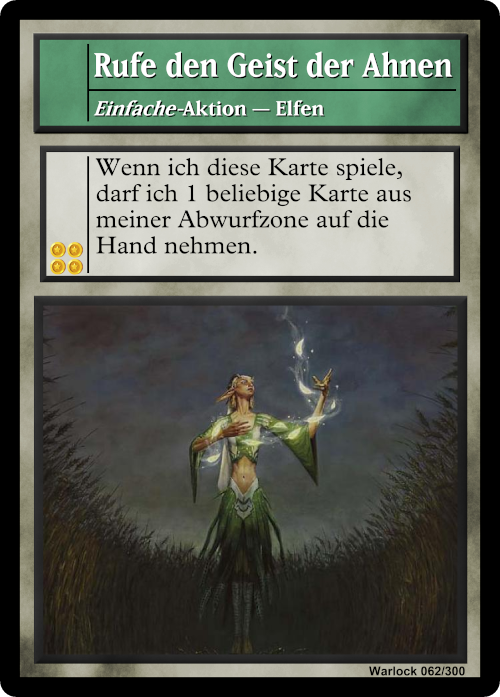 Rufe den Geist der Ahnen
Einfache-Aktion — Elfen
Wenn ich diese Karte spiele,
darf ich 1 beliebige Karte aus
meiner Abwurfzone auf die
Hand nehmen.
Warlock 062/300